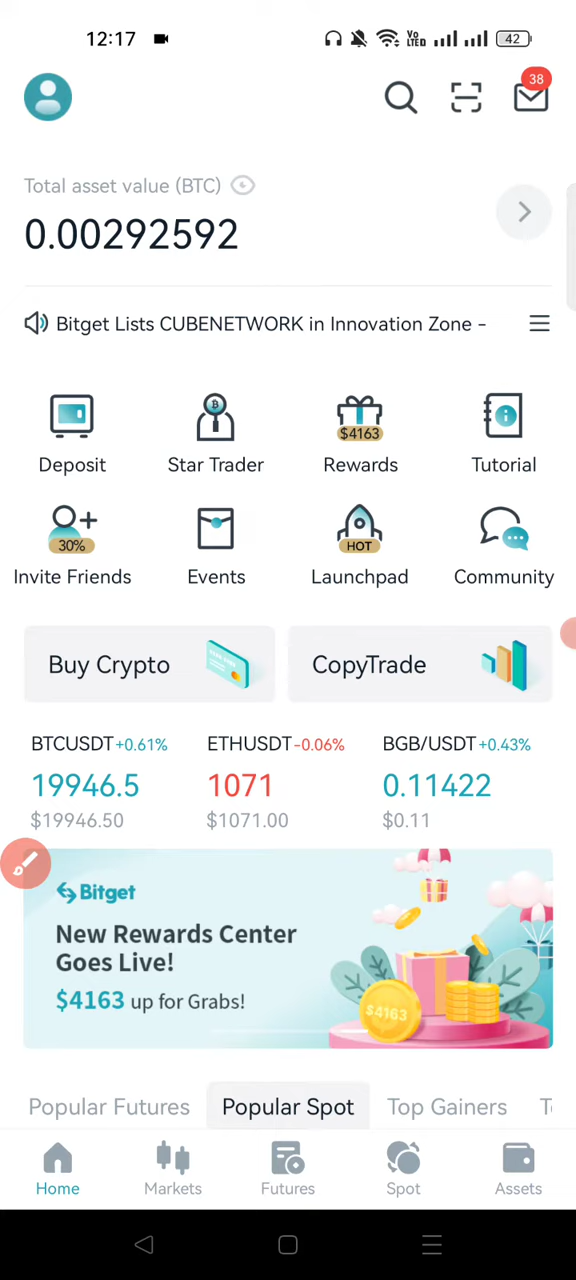 12:17
Vo LTED
42
38
Total asset value (BTC)
0.00292592
Bitget Lists CUBENETWORK in Innovation Zone -
$4163
Deposit
Star Trader
Rewards
Tutorial
30%
HOT
Invite Friends
Events
Launchpad
Community
Buy Crypto
CopyTrade
BTCUSDT +0.61%
ETHUSDT -0.06%
BGB/USDT +0.43%
19946.5
1071
0.11422
$19946.50
$1071.00
$0.11
Bitget
New Rewards Center
Goes Live!
$4163 up for Grabs!
$4163
Popular Futures
Popular Spot
Top Gainers
Home
Markets
Futures
Spot
Assets